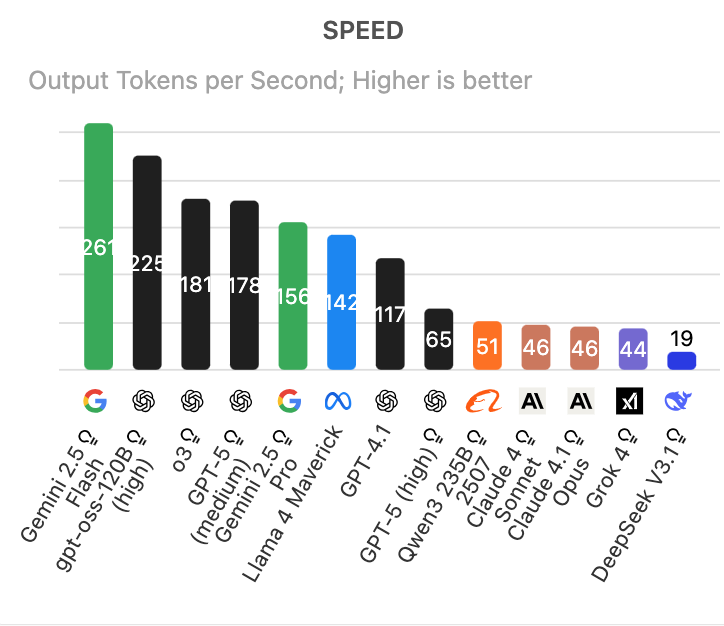 SPEED
Output Tokens per Second; Higher is better
261
225
181
178
156
142
117
65
51
46
46
44
19
Gemini 2.5
Flash
gpt-oss-120B
(high)
o3
GPT-5
(medium)
Gemini 2.5
Pro
Llama 4 Maverick
GPT-4.1
GPT-5 (high)
Qwen3 235B
2507
Claude 4
Sonnet
Claude 4.1
Opus
Grok 4
DeepSeek V3.1